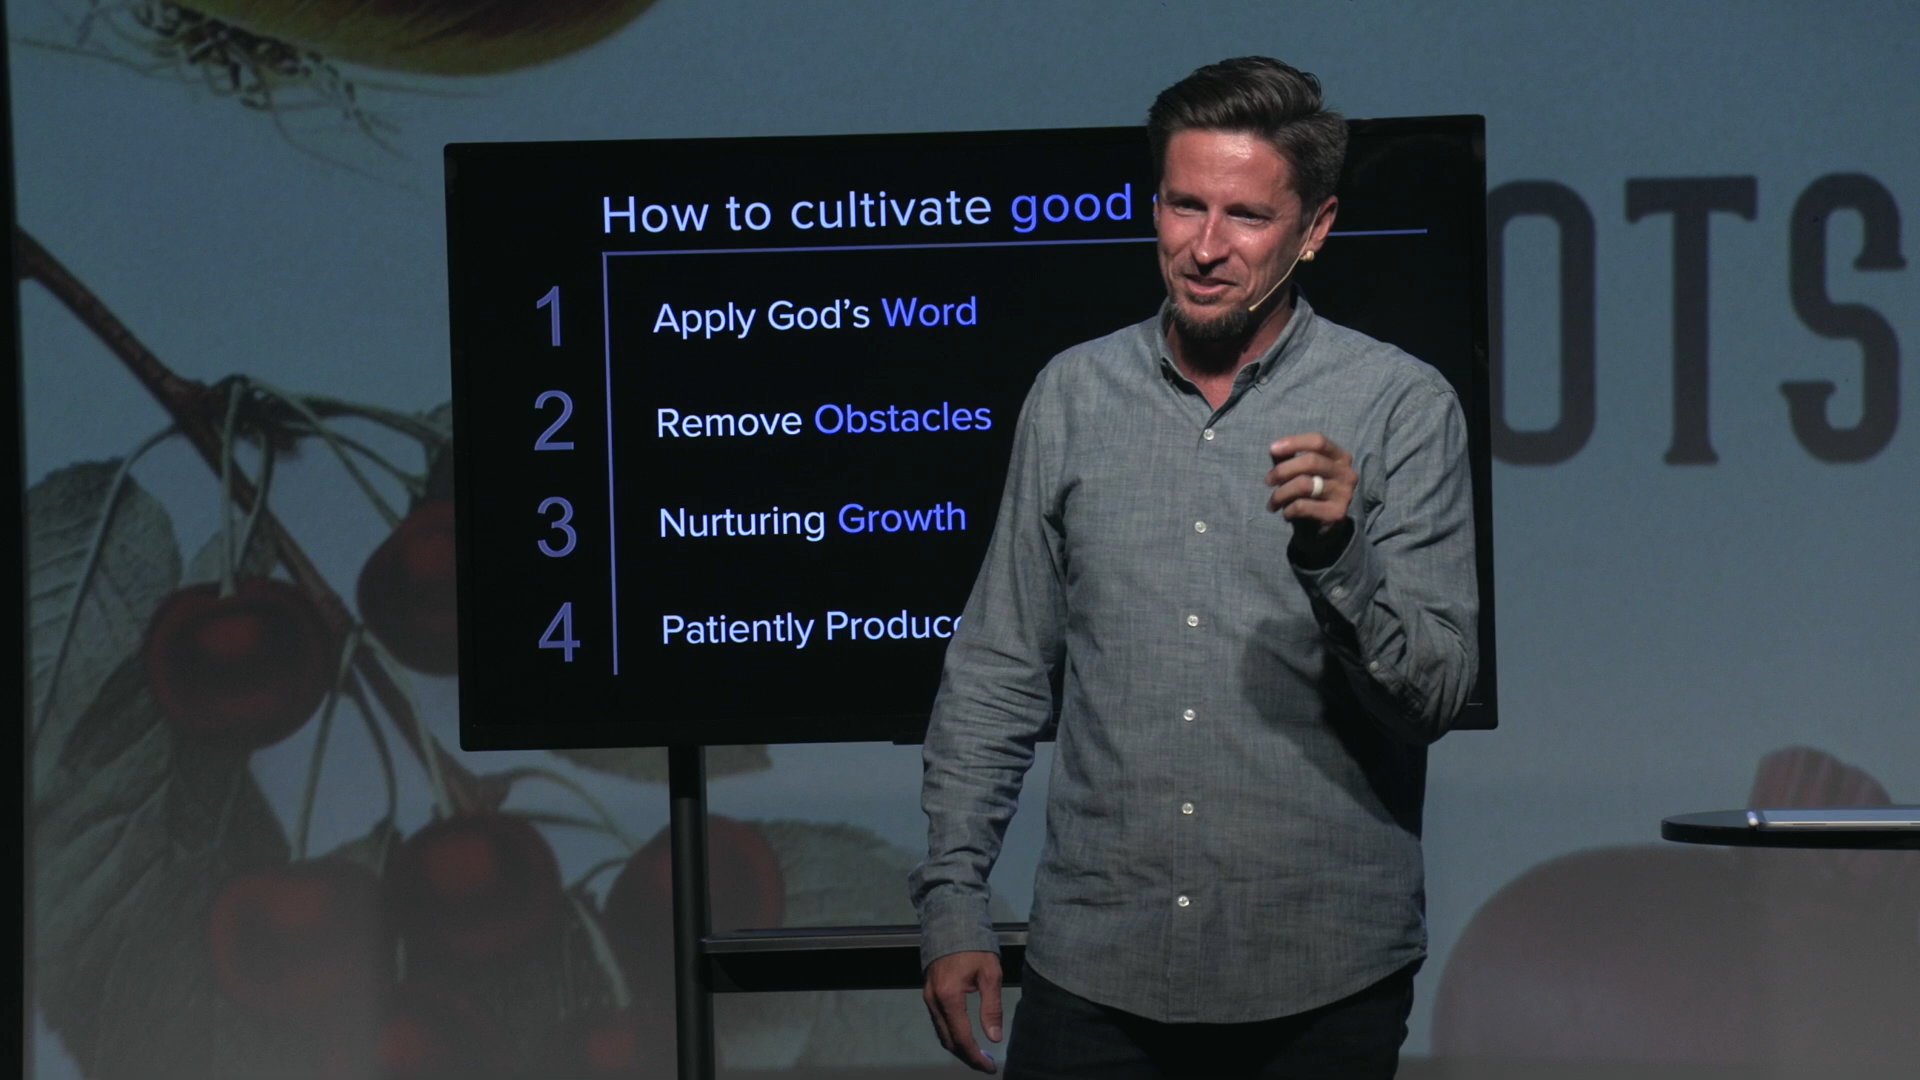 How to cultivate good
1 Apply God's Word
2 Remove Obstacles
3 Nurturing Growth
4 Patiently
OTS